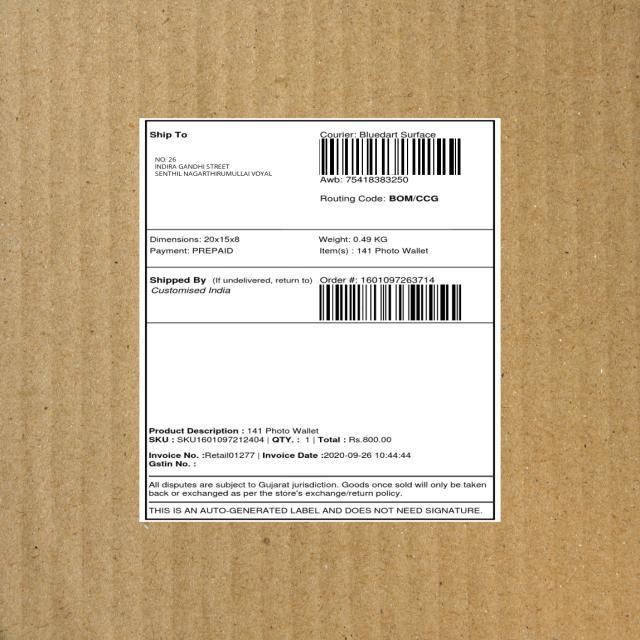 Ship To
NO: 26
INDIRA GANDHI STREET
SENTHIL NAGARTHIRUMULLAI VOYAL
Courier: Bluedart Surface
Awb: 75418383250
Routing Code: BOM/CCG
Dimensions: 20x15x8
Payment: PREPAID
Weight: 0.49 KG
Item(s) : 141 Photo Wallet
Shipped By (If undelivered, return to)
Customised India
Order #: 1601097263714
Product Description : 141 Photo Wallet
SKU : SKU1601097212404 | QTY. : 1 | Total : Rs.800.00
Invoice No. :Retail01277 | Invoice Date :2020-09-26 10:44:44
Gstin No. :
All disputes are subject to Gujarat jurisdiction. Goods once sold will only be taken
back or exchanged as per the store's exchange/return policy.
THIS IS AN AUTO-GENERATED LABEL AND DOES NOT NEED SIGNATURE.